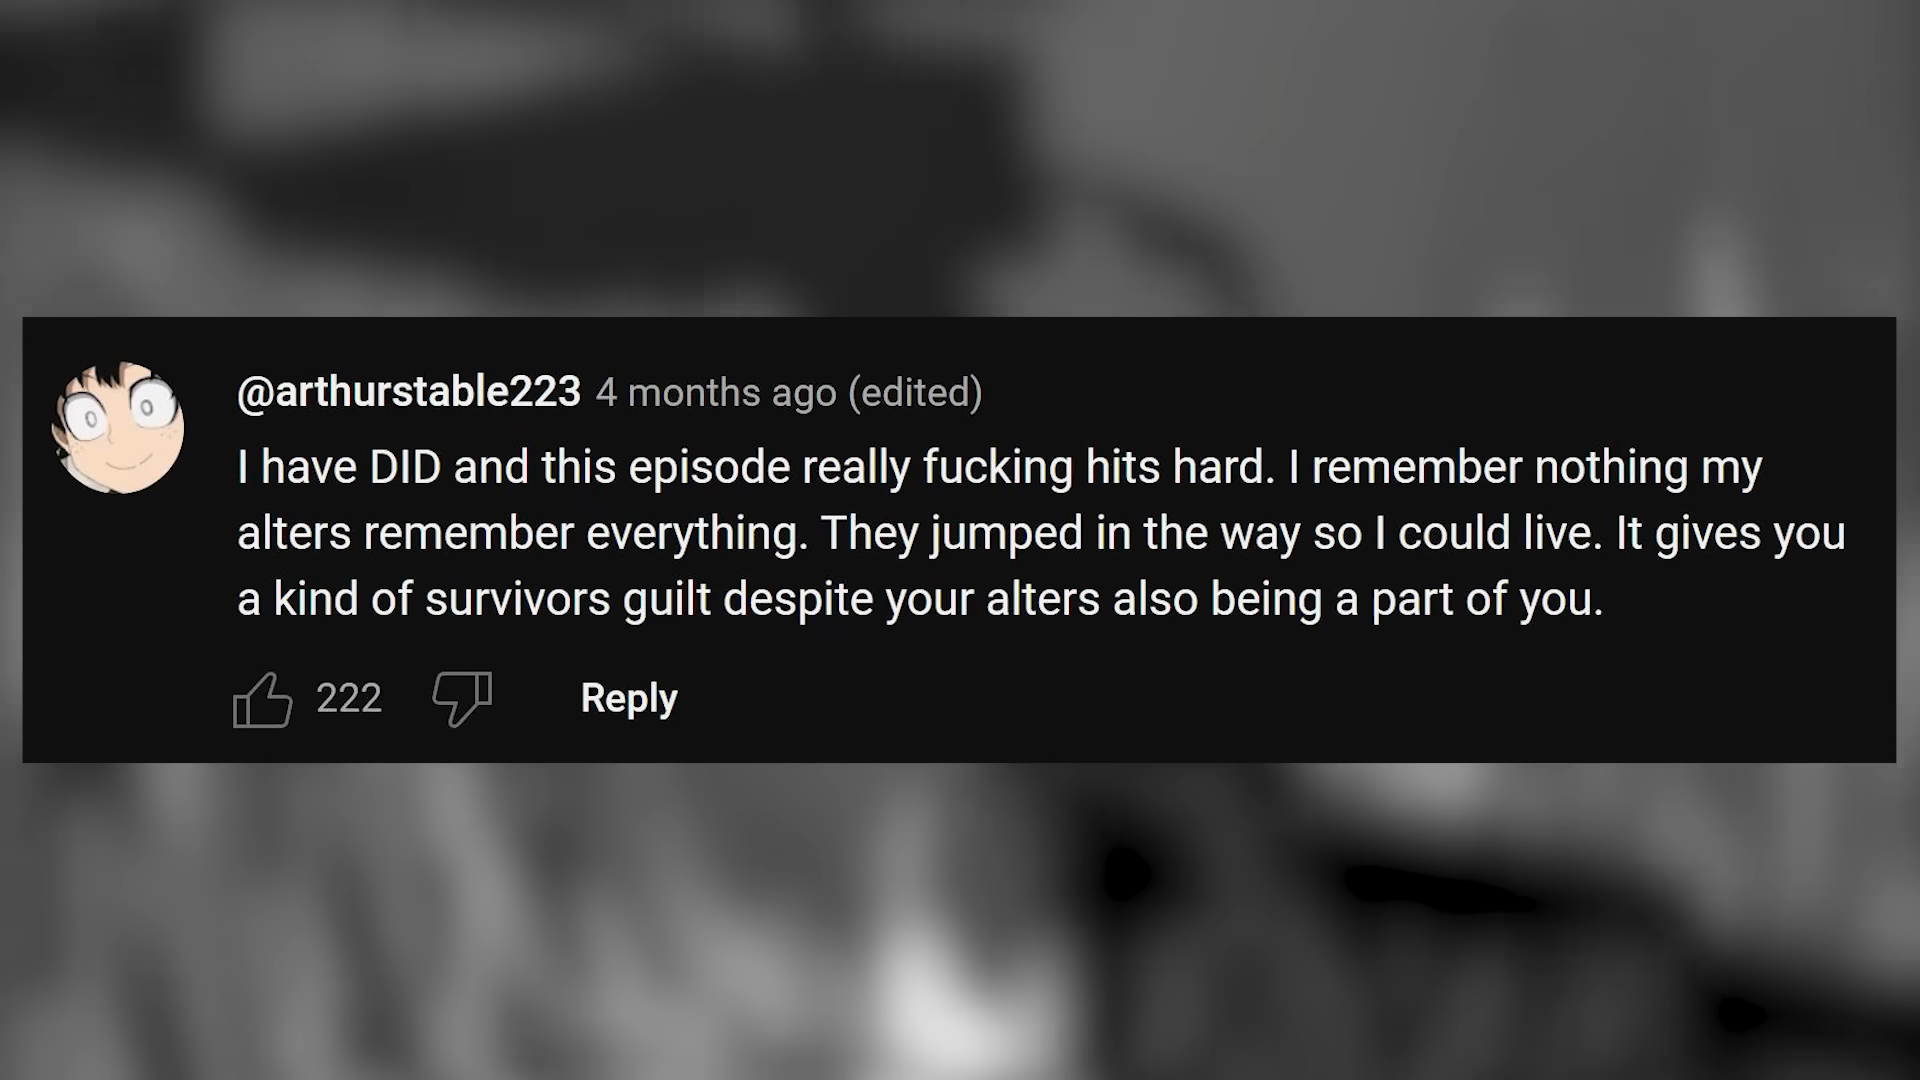 @arthurstable223 4 months ago (edited)
I have DID and this episode really fucking hits hard. I remember nothing my
alters remember everything. They jumped in the way so I could live. It gives you
a kind of survivors guilt despite your alters also being a part of you.
222 Reply